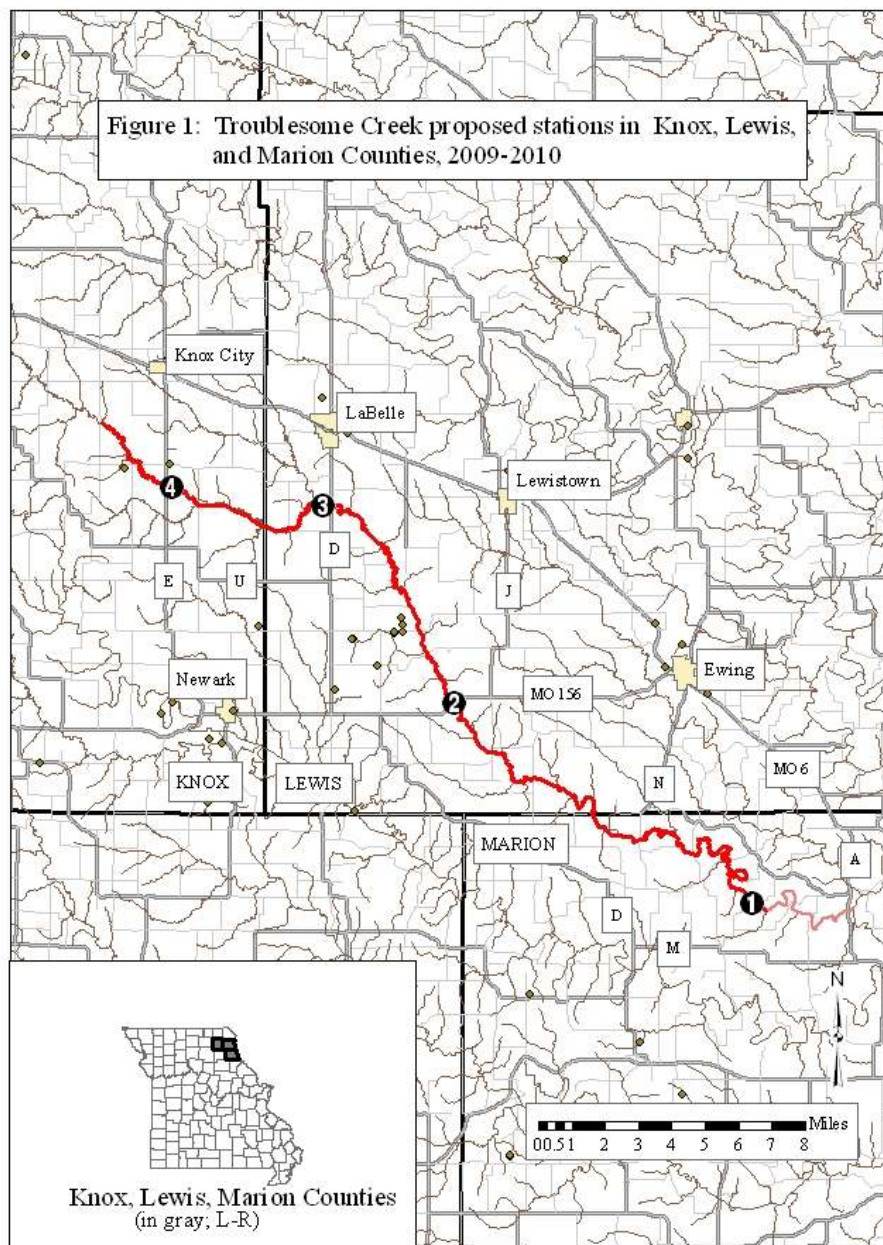 Figure 1: Troublesome Creek proposed stations in Knox, Lewis,
and Marion Counties, 2009-2010
Knox City
LaBelle
Lewistown
4
3
D
E
U
J
Newark
Ewing
2
MO 156
KNOX
LEWIS
N
MO 6
MARION
A
1
D
M
N
Miles
0 0.5 1 2 3 4 5 6 7 8
Knox, Lewis, Marion Counties
(in gray; L-R)